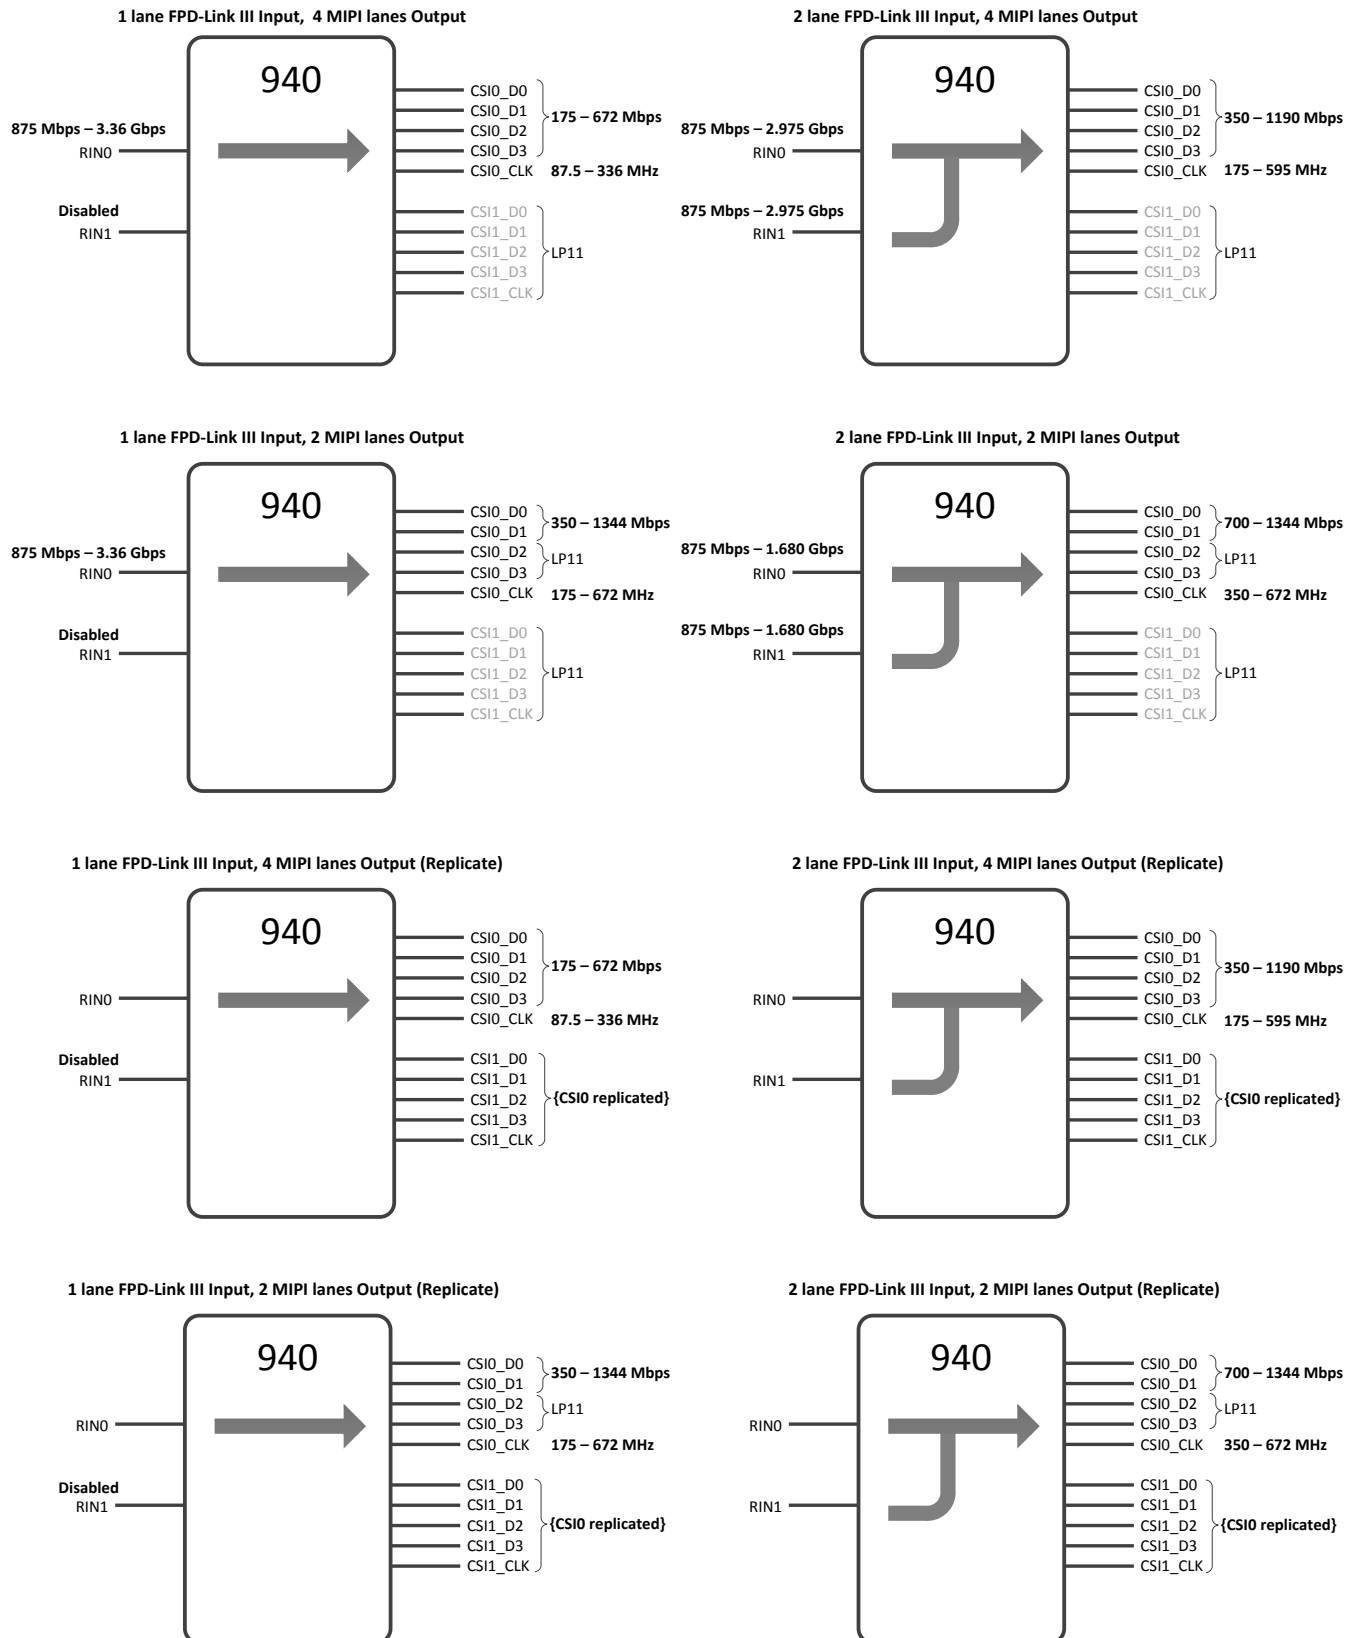 1 lane FPD-Link III Input, 4 MIPI lanes Output
940
875 Mbps – 3.36 Gbps
RIN0
Disabled
RIN1
CSI0_D0
CSI0_D1
CSI0_D2
CSI0_D3
CSI0_CLK
175 – 672 Mbps
87.5 – 336 MHz
CSI1_D0
CSI1_D1
CSI1_D2
CSI1_D3
CSI1_CLK
LP11
2 lane FPD-Link III Input, 4 MIPI lanes Output
940
875 Mbps – 2.975 Gbps
RIN0
875 Mbps – 2.975 Gbps
RIN1
CSI0_D0
CSI0_D1
CSI0_D2
CSI0_D3
CSI0_CLK
350 – 1190 Mbps
175 – 595 MHz
CSI1_D0
CSI1_D1
CSI1_D2
CSI1_D3
CSI1_CLK
LP11
1 lane FPD-Link III Input, 2 MIPI lanes Output
940
875 Mbps – 3.36 Gbps
RIN0
Disabled
RIN1
CSI0_D0
CSI0_D1
CSI0_D2
CSI0_D3
CSI0_CLK
350 – 1344 Mbps
LP11
175 – 672 MHz
CSI1_D0
CSI1_D1
CSI1_D2
CSI1_D3
CSI1_CLK
LP11
2 lane FPD-Link III Input, 2 MIPI lanes Output
940
875 Mbps – 1.680 Gbps
RIN0
875 Mbps – 1.680 Gbps
RIN1
CSI0_D0
CSI0_D1
CSI0_D2
CSI0_D3
CSI0_CLK
700 – 1344 Mbps
LP11
350 – 672 MHz
CSI1_D0
CSI1_D1
CSI1_D2
CSI1_D3
CSI1_CLK
LP11
1 lane FPD-Link III Input, 4 MIPI lanes Output (Replicate)
940
RIN0
Disabled
RIN1
CSI0_D0
CSI0_D1
CSI0_D2
CSI0_D3
CSI0_CLK
175 – 672 Mbps
87.5 – 336 MHz
CSI1_D0
CSI1_D1
CSI1_D2
CSI1_D3
CSI1_CLK
{CSI0 replicated}
2 lane FPD-Link III Input, 4 MIPI lanes Output (Replicate)
940
RIN0
RIN1
CSI0_D0
CSI0_D1
CSI0_D2
CSI0_D3
CSI0_CLK
350 – 1190 Mbps
175 – 595 MHz
CSI1_D0
CSI1_D1
CSI1_D2
CSI1_D3
CSI1_CLK
{CSI0 replicated}
1 lane FPD-Link III Input, 2 MIPI lanes Output (Replicate)
940
RIN0
Disabled
RIN1
CSI0_D0
CSI0_D1
CSI0_D2
CSI0_D3
CSI0_CLK
350 – 1344 Mbps
LP11
175 – 672 MHz
CSI1_D0
CSI1_D1
CSI1_D2
CSI1_D3
CSI1_CLK
{CSI0 replicated}
2 lane FPD-Link III Input, 2 MIPI lanes Output (Replicate)
940
RIN0
RIN1
CSI0_D0
CSI0_D1
CSI0_D2
CSI0_D3
CSI0_CLK
700 – 1344 Mbps
LP11
350 – 672 MHz
CSI1_D0
CSI1_D1
CSI1_D2
CSI1_D3
CSI1_CLK
{CSI0 replicated}